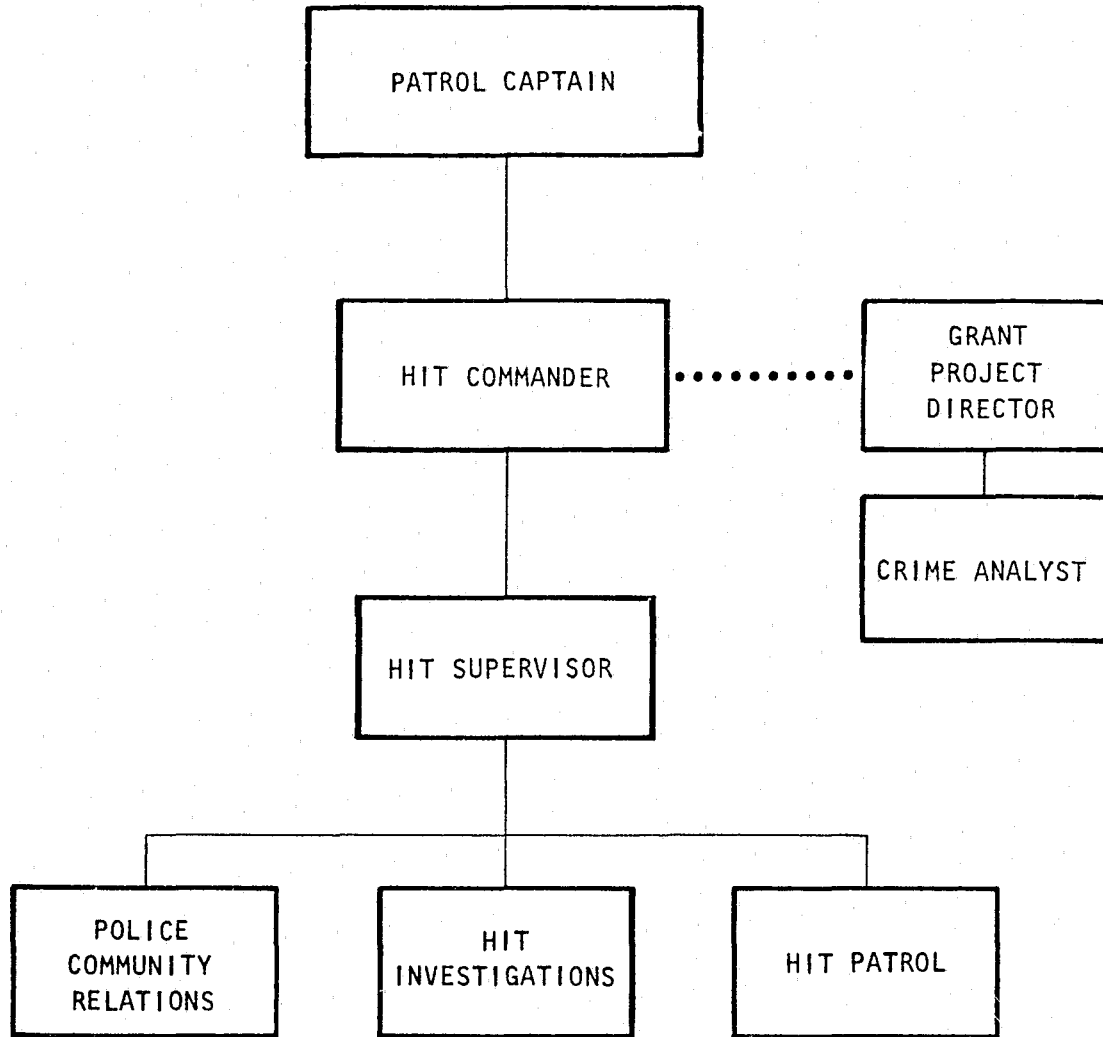 PATROL CAPTAIN
HIT COMMANDER
GRANT
PROJECT
DIRECTOR
CRIME ANALYST
HIT SUPERVISOR
POLICE
COMMUNITY
RELATIONS
HIT
INVESTIGATIONS
HIT PATROL